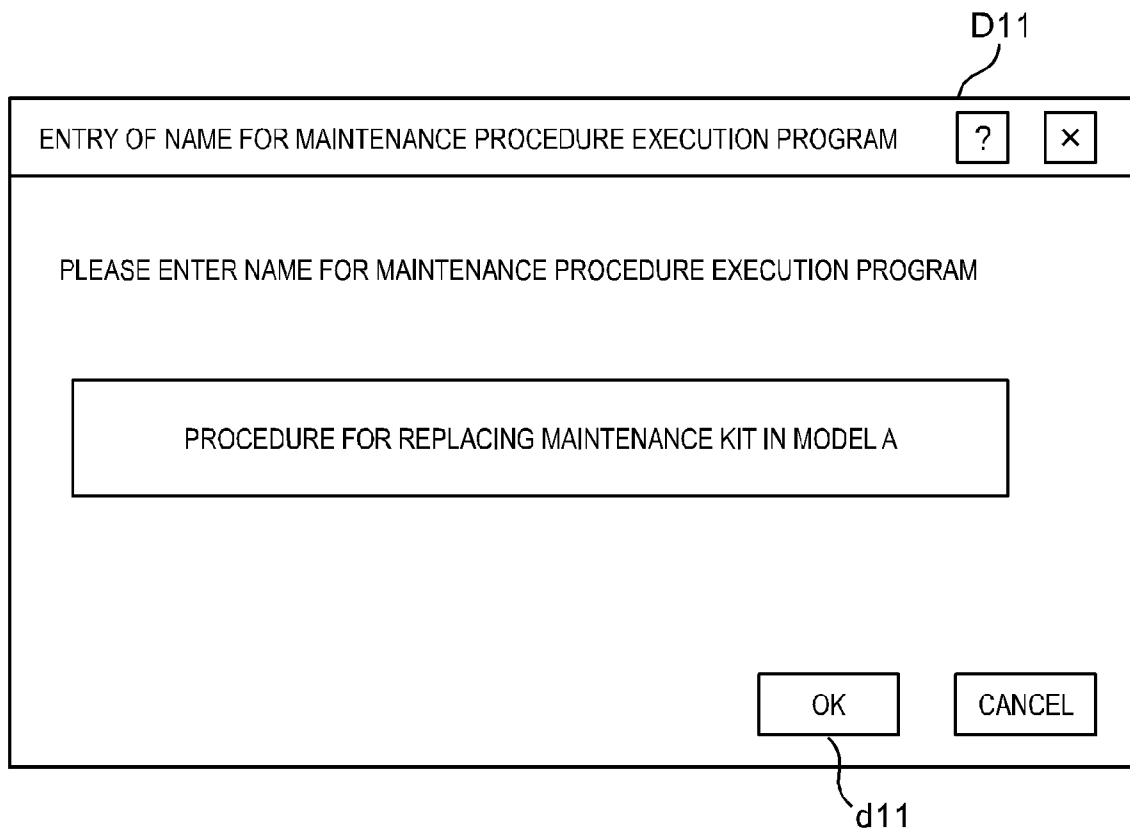 D11
ENTRY OF NAME FOR MAINTENANCE PROCEDURE EXECUTION PROGRAM ? ×
PLEASE ENTER NAME FOR MAINTENANCE PROCEDURE EXECUTION PROGRAM
PROCEDURE FOR REPLACING MAINTENANCE KIT IN MODEL A
OK CANCEL
d11